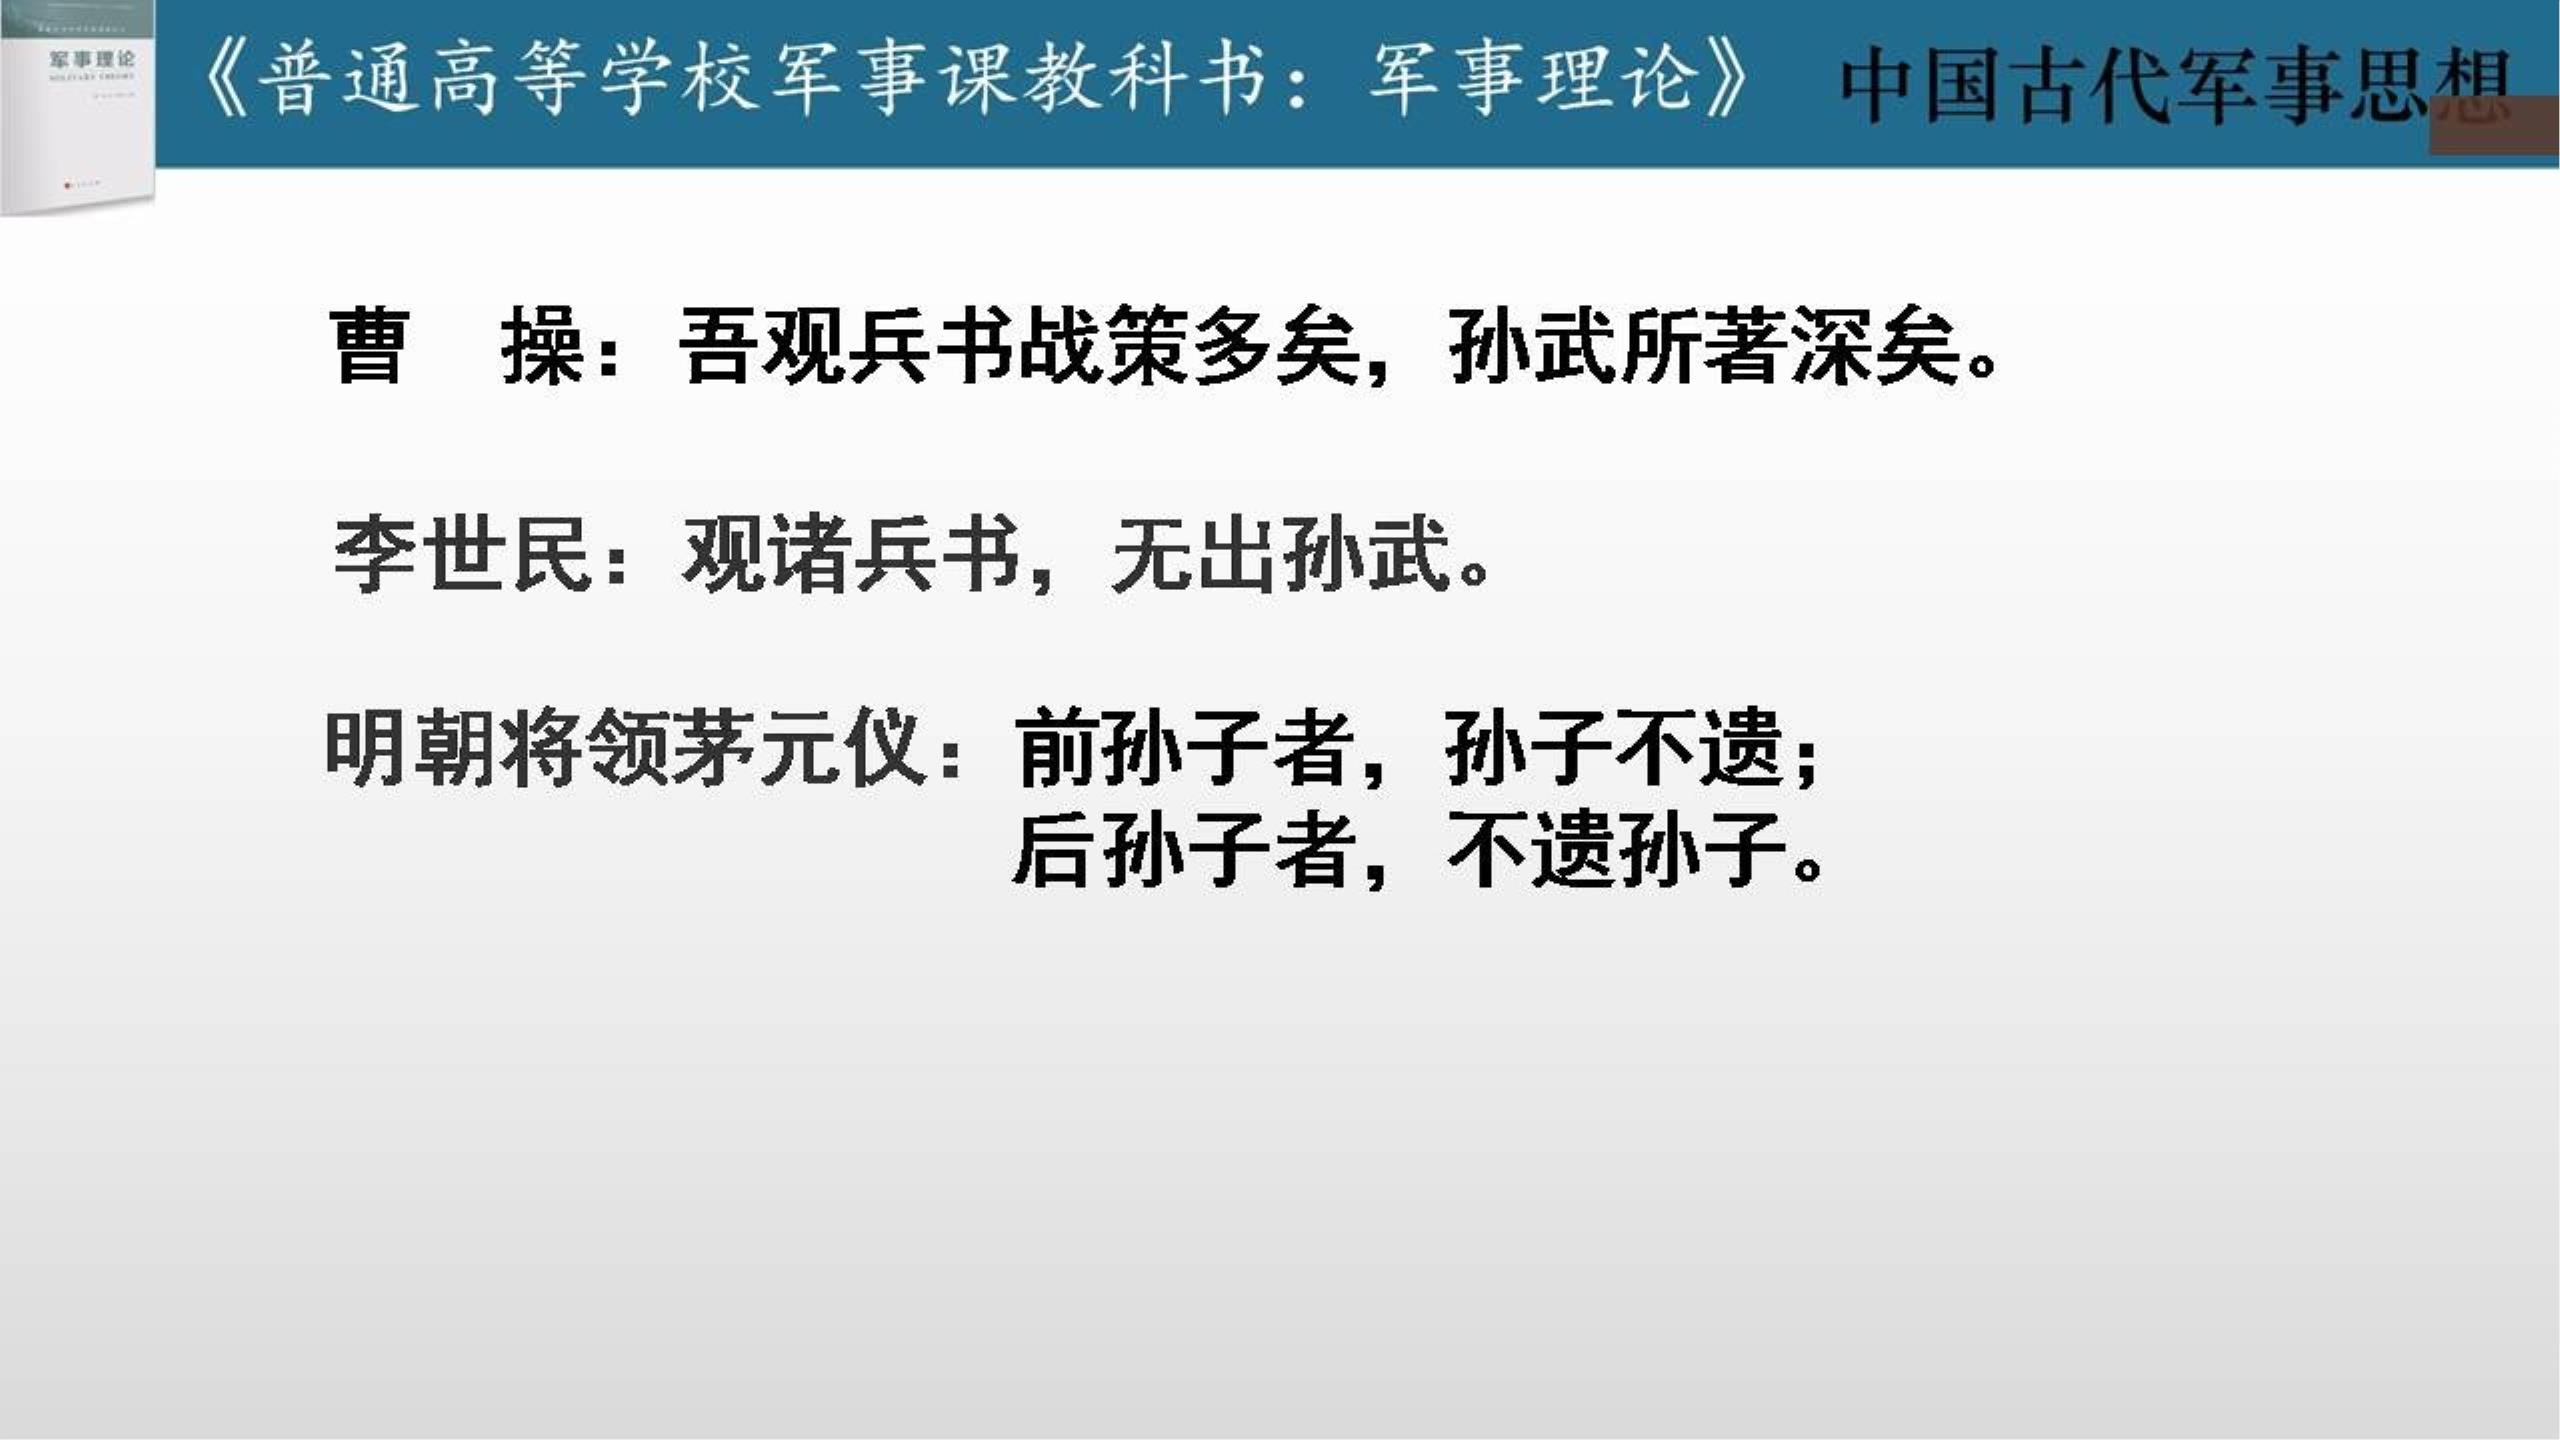 军事理论
MILITARY THEORY
《普通高等学校军事课教科书：军事理论》
中国古代军事思想
曹　操：吾观兵书战策多矣，孙武所著深矣。
李世民：观诸兵书，无出孙武。
明朝将领茅元仪：前孙子者，孙子不遗；
后孙子者，不遗孙子。